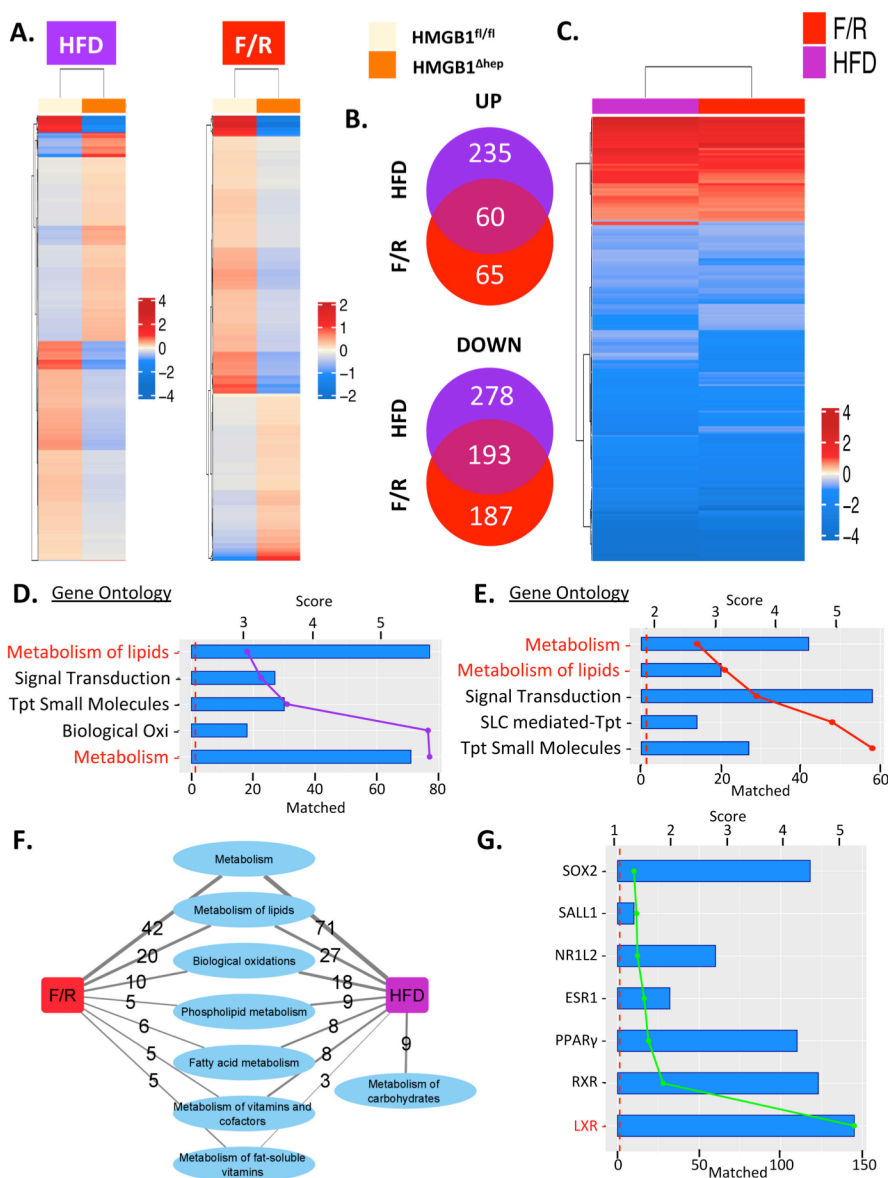 A.
HFD
F/R
HMGB1fl/fl
HMGB1Δhep
4
2
0
−2
−4
2
1
0
−1
−2
B.
UP
HFD
235
60
F/R
65
DOWN
HFD
278
193
F/R
187
C.
F/R
HFD
4
2
0
−2
−4
D. Gene Ontology
Score
3 4 5
Metabolism of lipids
Signal Transduction
Tpt Small Molecules
Biological Oxi
Metabolism
0 20 40 60 80
Matched
E. Gene Ontology
Score
2 3 4 5
Metabolism
Metabolism of lipids
Signal Transduction
SLC mediated-Tpt
Tpt Small Molecules
0 20 40 60
Matched
F.
Metabolism
Metabolism of lipids
Biological oxidations
Phospholipid metabolism
Fatty acid metabolism
Metabolism of vitamins and
cofactors
Metabolism of fat-soluble
vitamins
F/R
42
20
10
5
6
5
5
HFD
71
27
18
9
8
8
3
9
Metabolism of
carbohydrates
G.
Score
1 2 3 4 5
SOX2
SALL1
NR1L2
ESR1
PPARγ
RXR
LXR
0 50 100 150
Matched